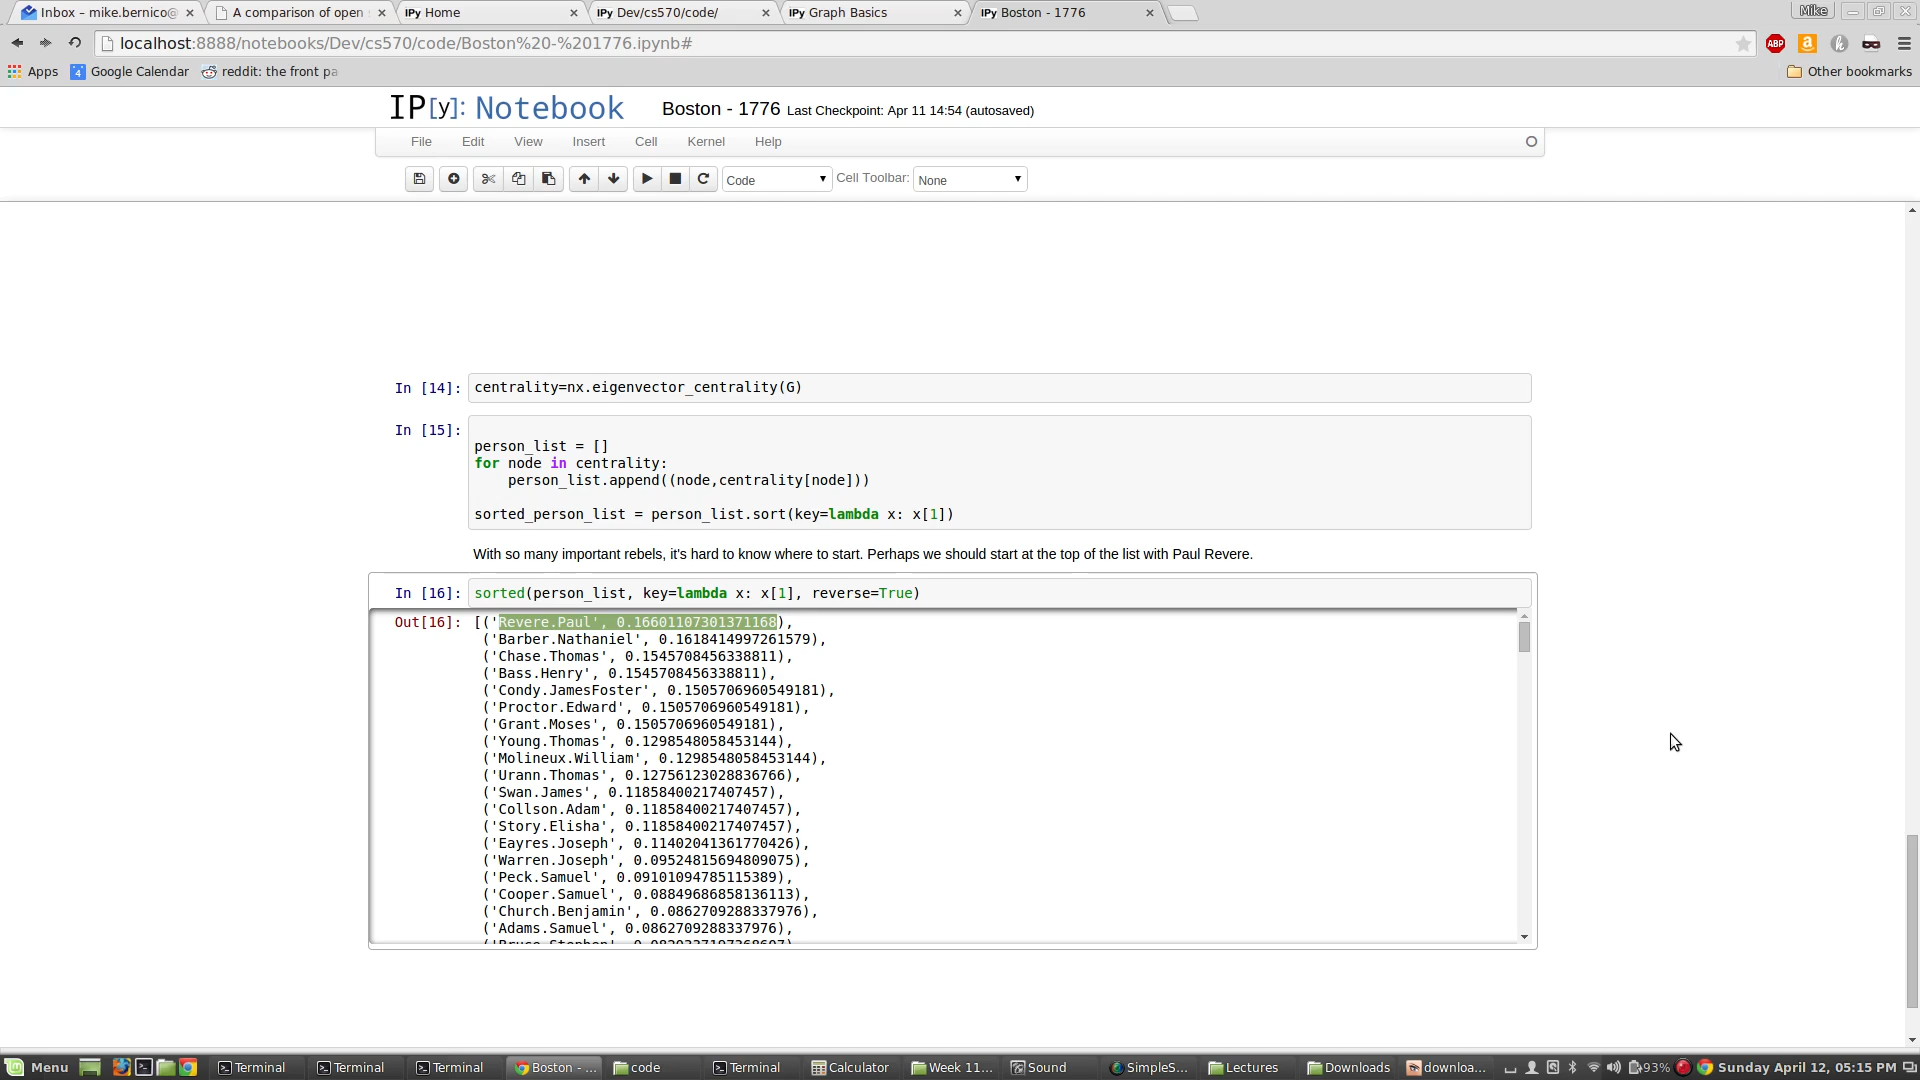 Inbox – mike.bernico@
A comparison of open
IPy Home
IPy Dev/cs570/code/
IPy Graph Basics
IPy Boston - 1776
Mike
localhost:8888/notebooks/Dev/cs570/code/Boston%20-%201776.ipynb#
ABP
Apps
4 Google Calendar
reddit: the front pa
Other bookmarks
IP[y]: Notebook
Boston - 1776 Last Checkpoint: Apr 11 14:54 (autosaved)
File Edit View Insert Cell Kernel Help
Code Cell Toolbar: None
In [14]: centrality=nx.eigenvector_centrality(G)
In [15]:
person_list = []
for node in centrality:
    person_list.append((node,centrality[node]))
sorted_person_list = person_list.sort(key=lambda x: x[1])
With so many important rebels, it's hard to know where to start. Perhaps we should start at the top of the list with Paul Revere.
In [16]: sorted(person_list, key=lambda x: x[1], reverse=True)
Out[16]: [('Revere.Paul', 0.16601107301371168),
('Barber.Nathaniel', 0.1618414997261579),
('Chase.Thomas', 0.1545708456338811),
('Bass.Henry', 0.1545708456338811),
('Condy.JamesFoster', 0.1505706960549181),
('Proctor.Edward', 0.1505706960549181),
('Grant.Moses', 0.1505706960549181),
('Young.Thomas', 0.1298548058453144),
('Molineux.William', 0.1298548058453144),
('Urann.Thomas', 0.12756123028836766),
('Swan.James', 0.11858400217407457),
('Collson.Adam', 0.11858400217407457),
('Story.Elisha', 0.11858400217407457),
('Eayres.Joseph', 0.11402041361770426),
('Warren.Joseph', 0.09524815694809075),
('Peck.Samuel', 0.09101094785115389),
('Cooper.Samuel', 0.08849686858136113),
('Church.Benjamin', 0.0862709288337976),
('Adams.Samuel', 0.0862709288337976),
Menu
Terminal
Terminal
Terminal
Boston - ...
code
Terminal
Calculator
Week 11...
Sound
SimpleS...
Lectures
Downloads
downloa...
93%
Sunday April 12, 05:15 PM